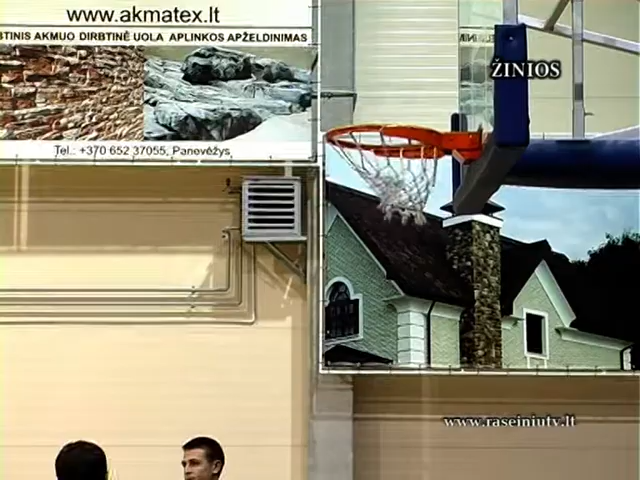 www.akmatex.lt
STINIS AKMUO DIRBTINĖ UOLA APLINKOS APŽELDINIMAS
Tel.: +370 652 37055, Panevėžys
ŽINIOS
www.raseiniutv.lt